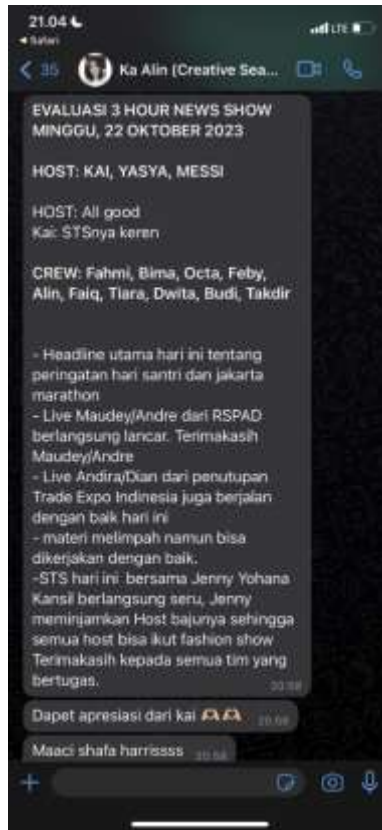 21.04
Safari
LTE
35
Ka Alin (Creative Sea...
EVALUASI 3 HOUR NEWS SHOW
MINGGU, 22 OKTOBER 2023
HOST: KAI, YASYA, MESSI
HOST: All good
Kai: STSnya keren
CREW: Fahmi, Bima, Octa, Feby,
Alin, Faiq, Tiara, Dwita, Budi, Takdir
- Headline utama hari ini tentang
peringatan hari santri dan jakarta
marathon
- Live Maudey/Andre dari RSPAD
berlangsung lancar. Terimakasih
Maudey/Andre
- Live Andira/Dian dari penutupan
Trade Expo Indinesia juga berjalan
dengan baik hari ini
- materi melimpah namun bisa
dikerjakan dengan baik.
-STS hari ini bersama Jenny Yohana
Kansil berlangsung seru, Jenny
meminjamkan Host bajunya sehingga
semua host bisa ikut fashion show
Terimakasih kepada semua tim yang
bertugas.
Dapet apresiasi dari kai 🫶🏻🫶🏻
Maaci shafa harrissss